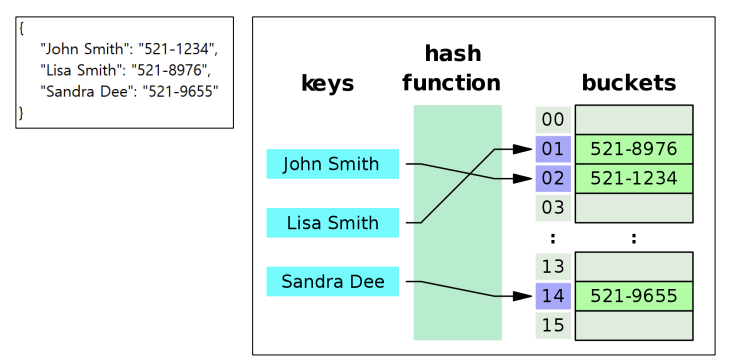 {
"John Smith": "521-1234",
"Lisa Smith": "521-8976",
"Sandra Dee": "521-9655"
}
keys
hash
function
buckets
John Smith
Lisa Smith
Sandra Dee
00
01 521-8976
02 521-1234
03
: :
13
14 521-9655
15